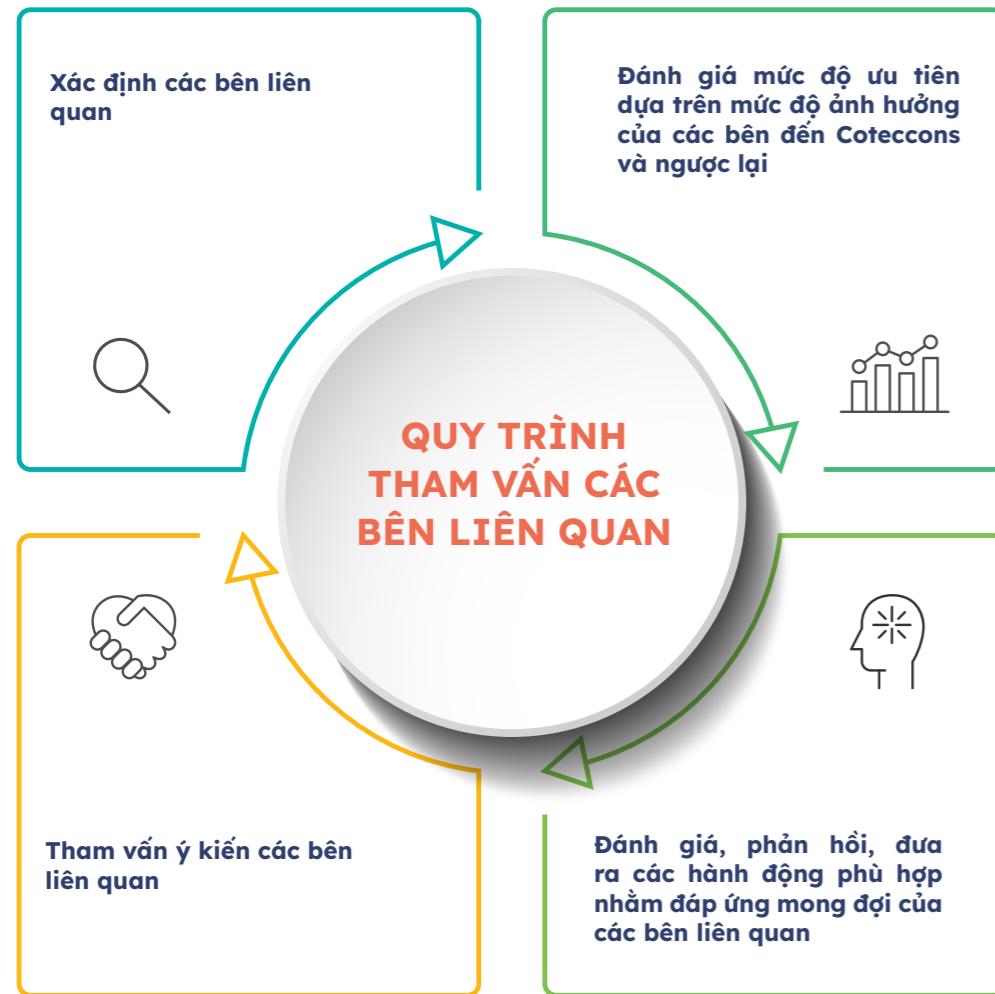 Xác định các bên liên
quan
Đánh giá mức độ ưu tiên
dựa trên mức độ ảnh hưởng
của các bên đến Coteccons
và ngược lại
QUY TRÌNH
THAM VẤN CÁC
BÊN LIÊN QUAN
Tham vấn ý kiến các bên
liên quan
Đánh giá, phản hồi, đưa
ra các hành động phù hợp
nhằm đáp ứng mong đợi của
các bên liên quan